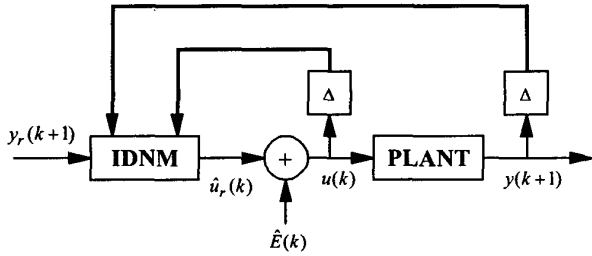 Δ
Δ
y_r(k+1)
IDNM
û_r(k)
+
u(k)
PLANT
y(k+1)
Ê(k)